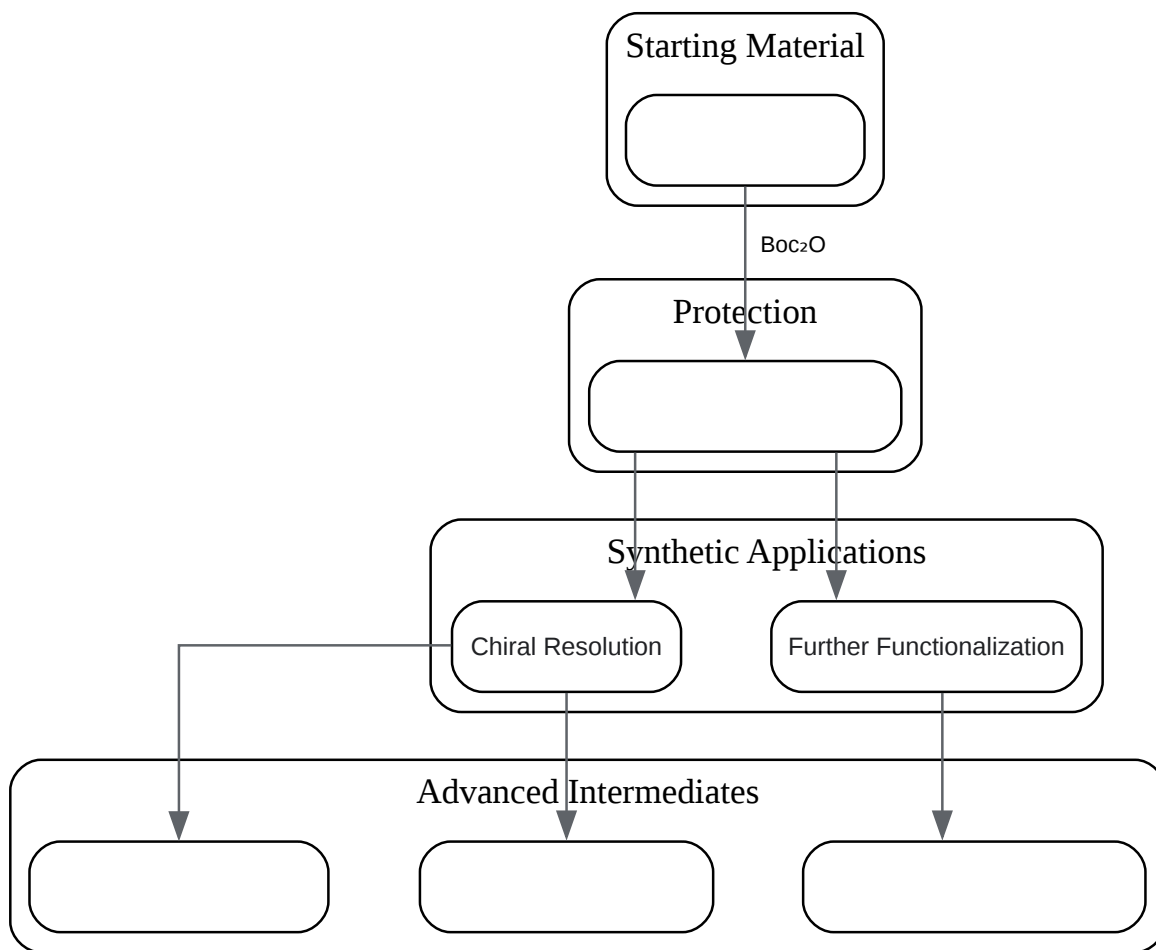 Starting Material
Boc₂O
Protection
Synthetic Applications
Chiral Resolution
Further Functionalization
Advanced Intermediates